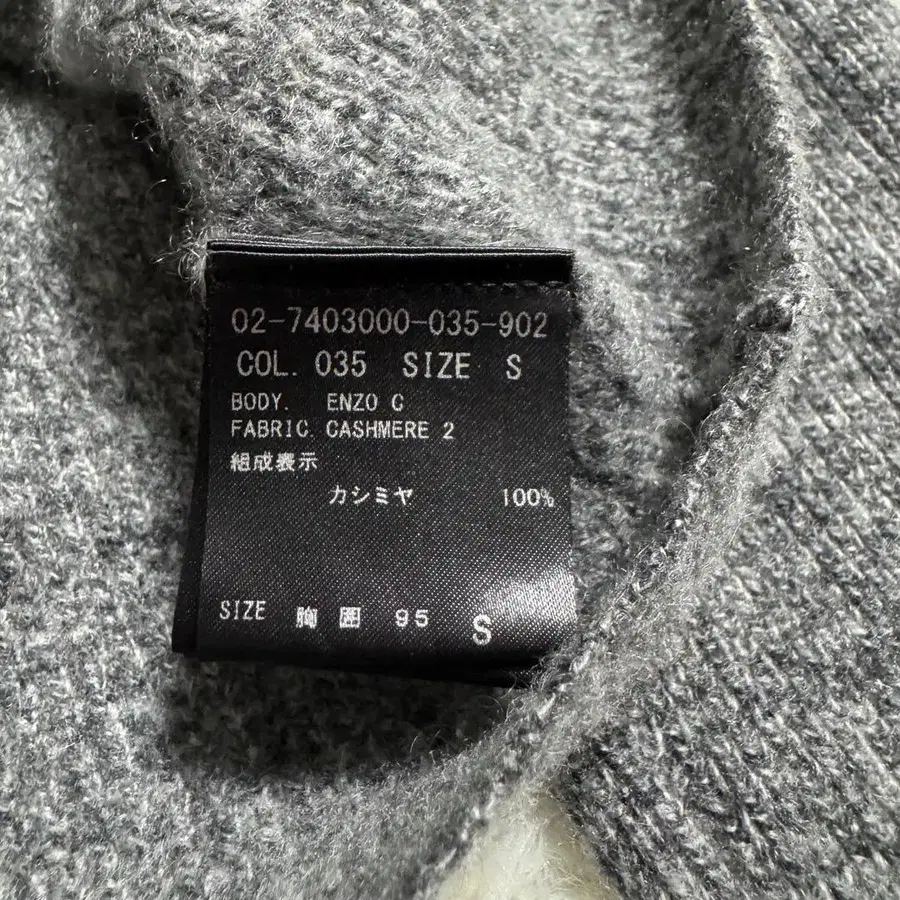 02-7403000-035-902
COL. 035 SIZE S
BODY. ENZO C
FABRIC. CASHMERE 2
組成表示
カシミヤ 100%
SIZE 胸囲 95 S